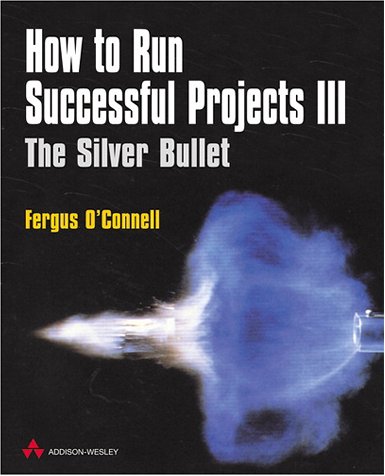 How to Run
Successful Projects III
The Silver Bullet
Fergus O'Connell
ADDISON-WESLEY